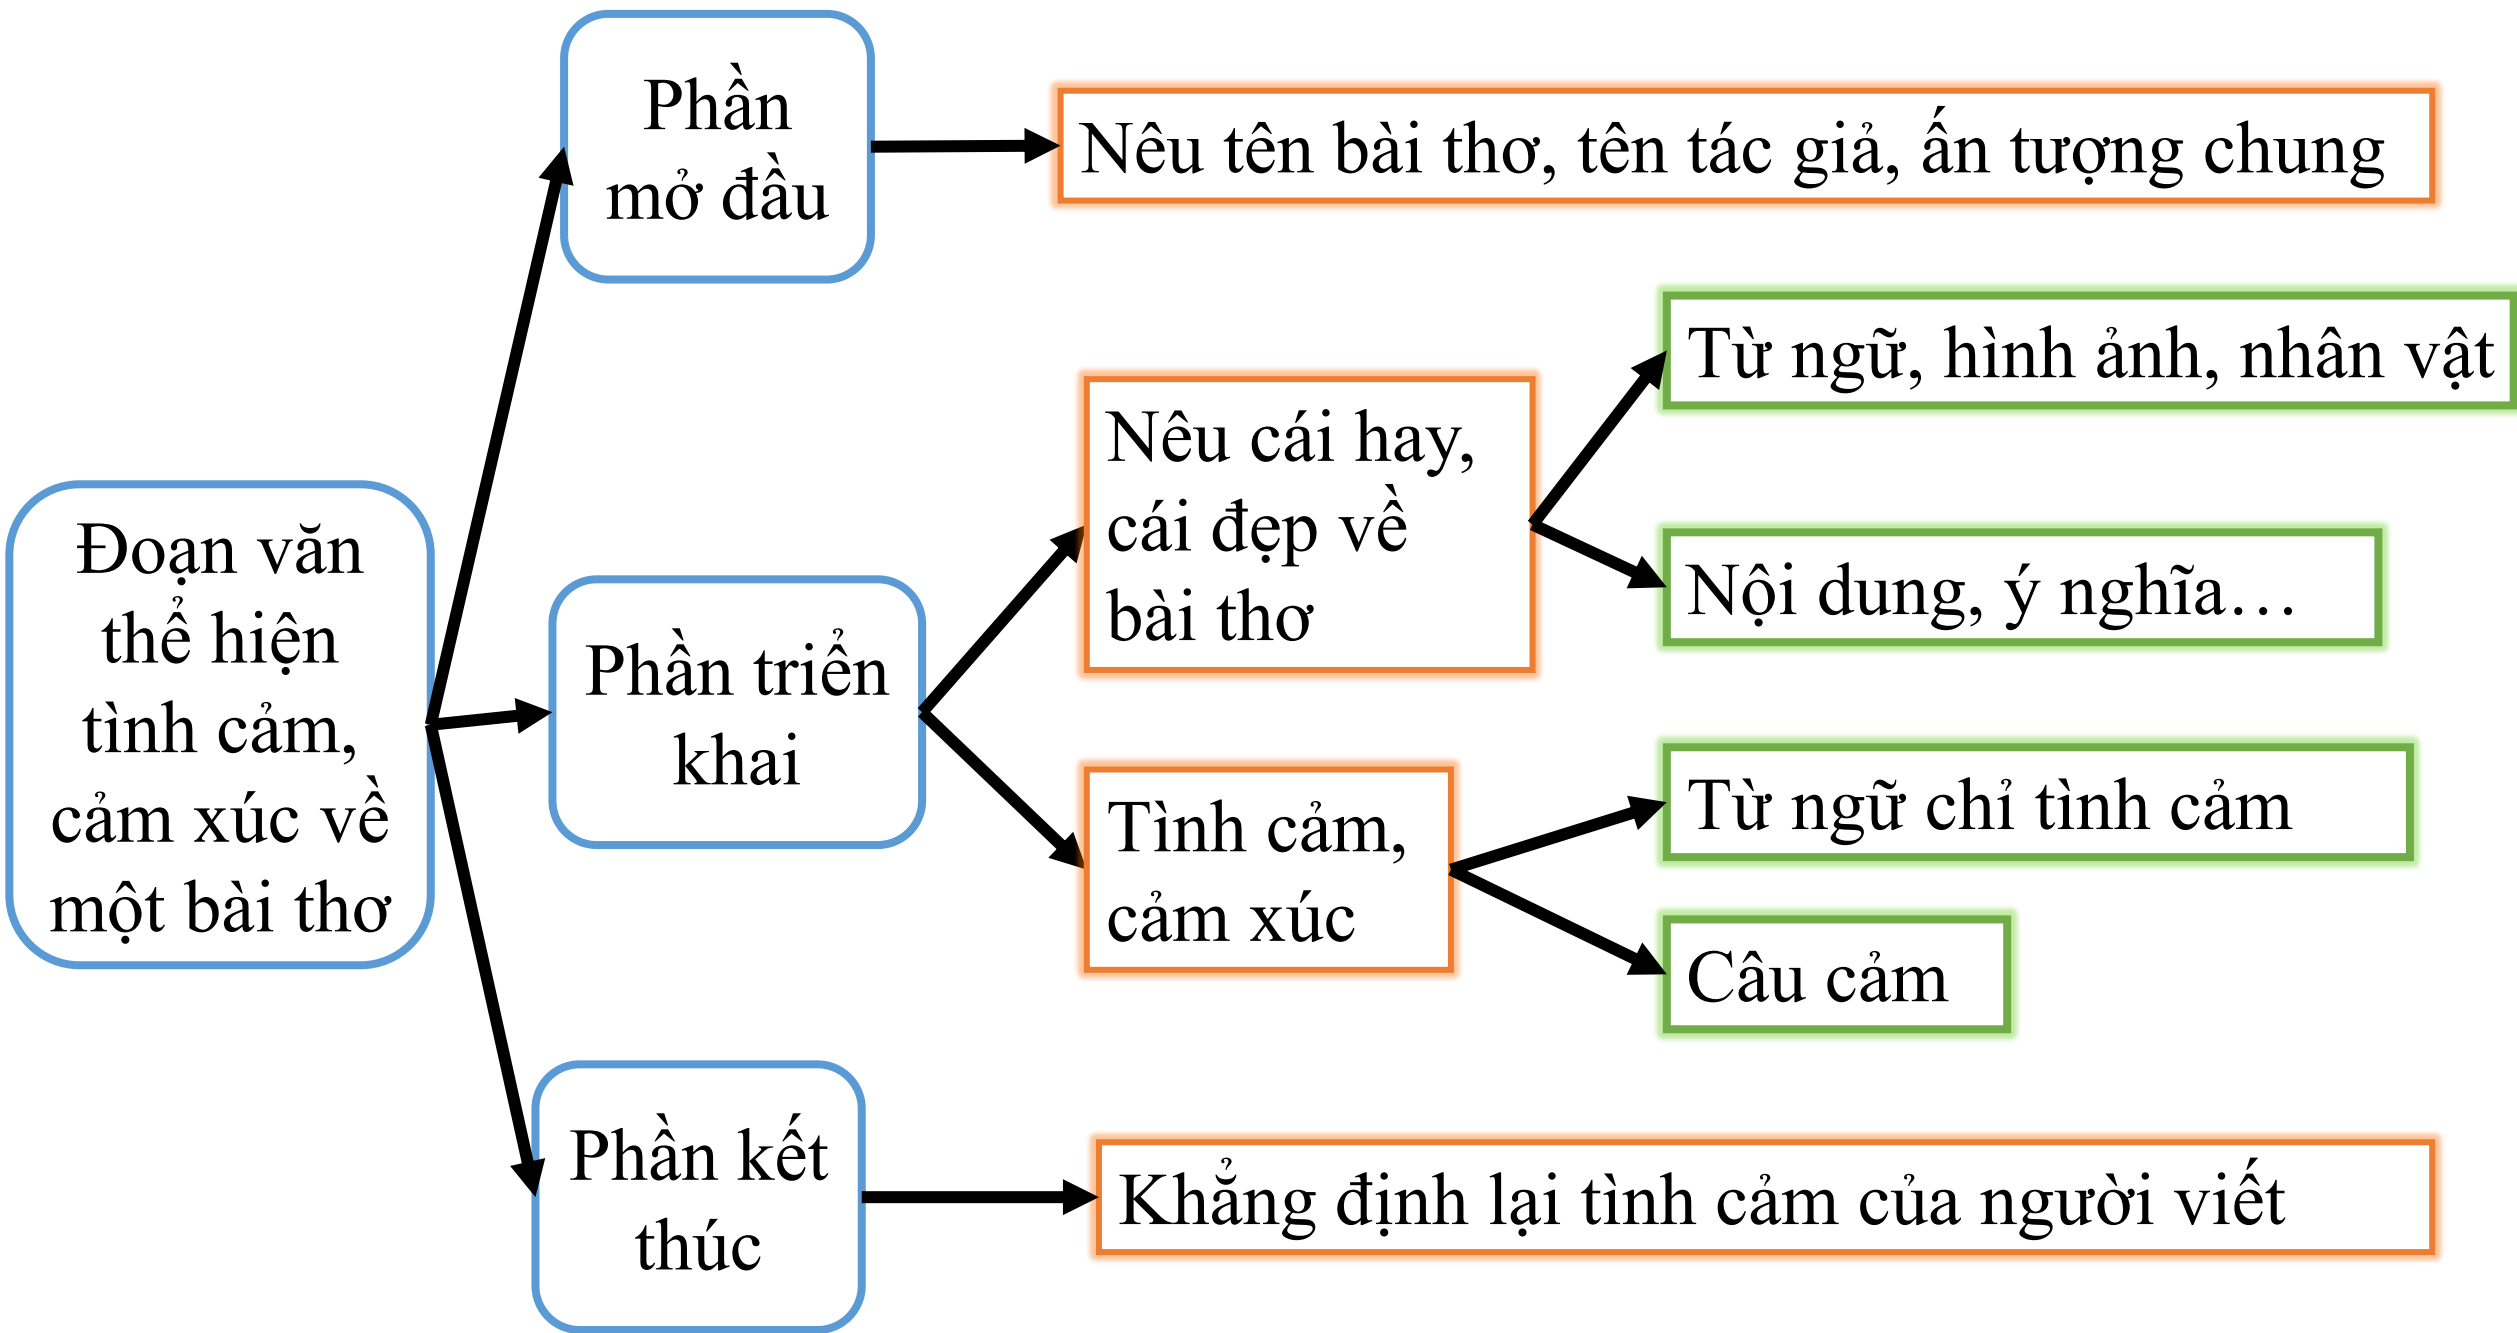 Đoạn văn
thể hiện
tình cảm,
cảm xúc về
một bài thơ
Phần
mở đầu
Nêu tên bài thơ, tên tác giả, ấn tượng chung
Phần triển
khai
Nêu cái hay,
cái đẹp về
bài thơ
Từ ngữ, hình ảnh, nhân vật
Nội dung, ý nghĩa…
Tình cảm,
cảm xúc
Từ ngữ chỉ tình cảm
Câu cảm
Phần kết
thúc
Khẳng định lại tình cảm của người viết